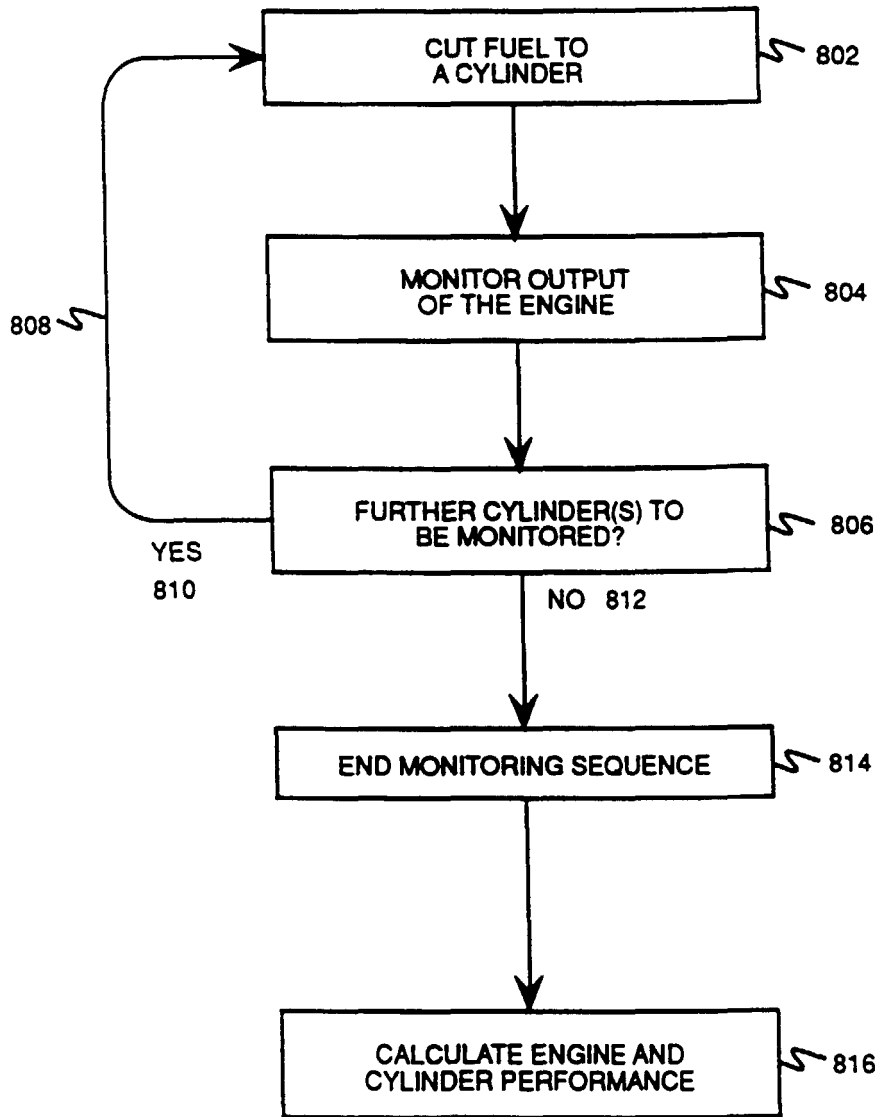 CUT FUEL TO
A CYLINDER
802
MONITOR OUTPUT
OF THE ENGINE
804
808
FURTHER CYLINDER(S) TO
BE MONITORED?
806
YES
810
NO 812
END MONITORING SEQUENCE
814
CALCULATE ENGINE AND
CYLINDER PERFORMANCE
816